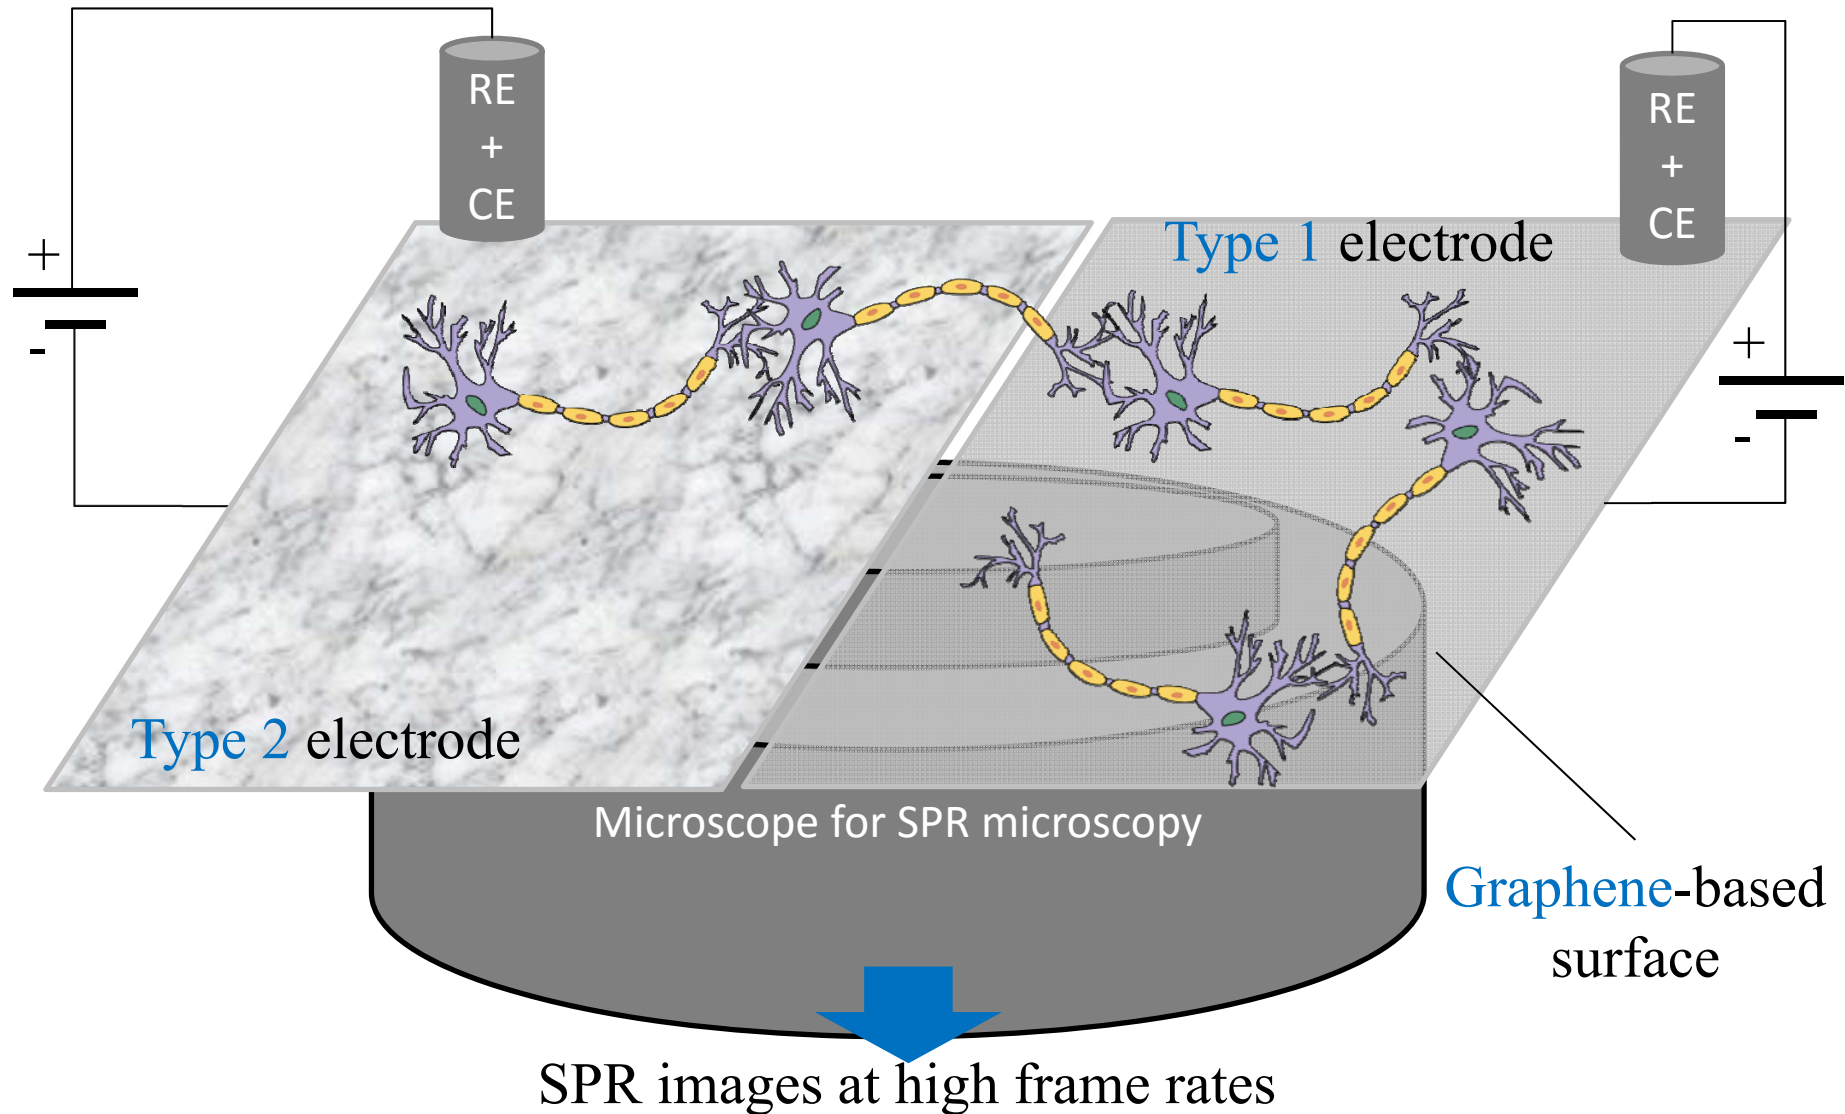 RE
+
CE
RE
+
CE
Type 1 electrode
+
-
+
-
Type 2 electrode
Microscope for SPR microscopy
Graphene-based
surface
SPR images at high frame rates